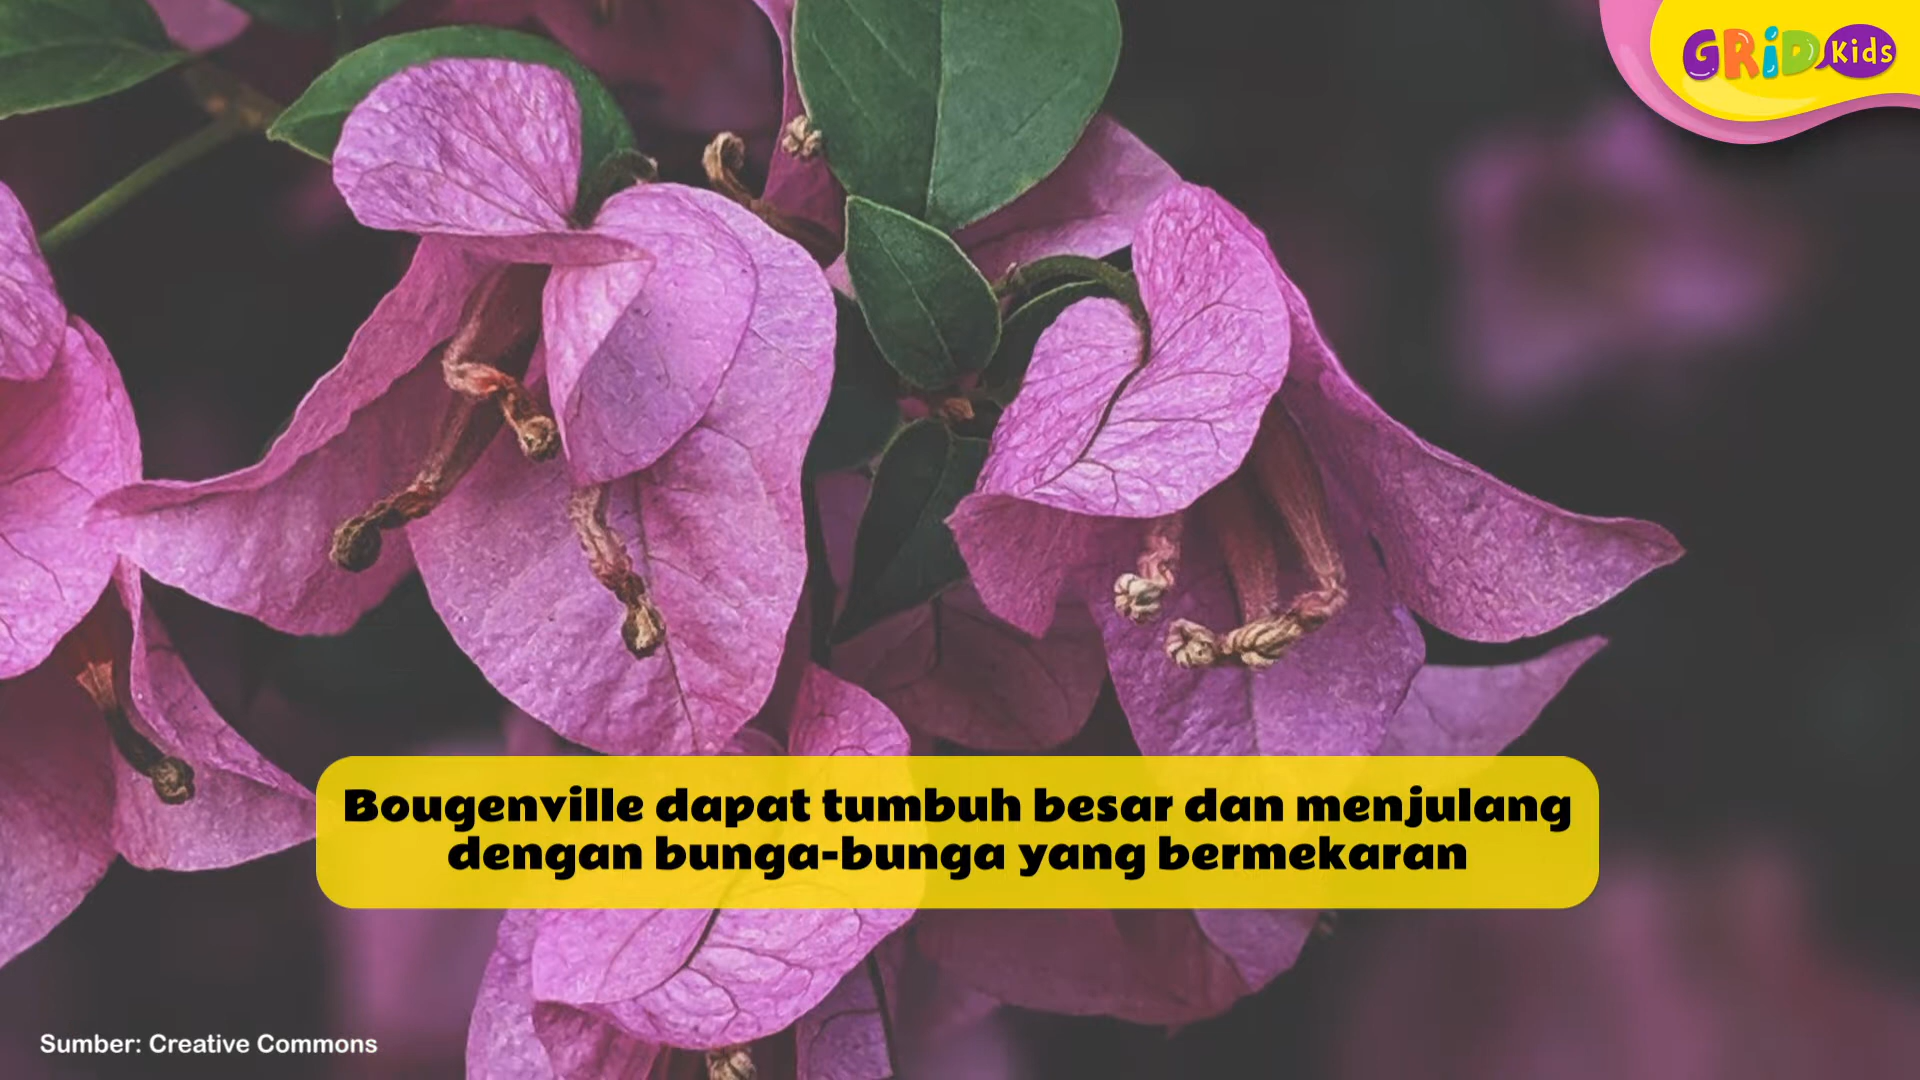 GRiD Kids
Bougenville dapat tumbuh besar dan menjulang
dengan bunga-bunga yang bermekaran
Sumber: Creative Commons